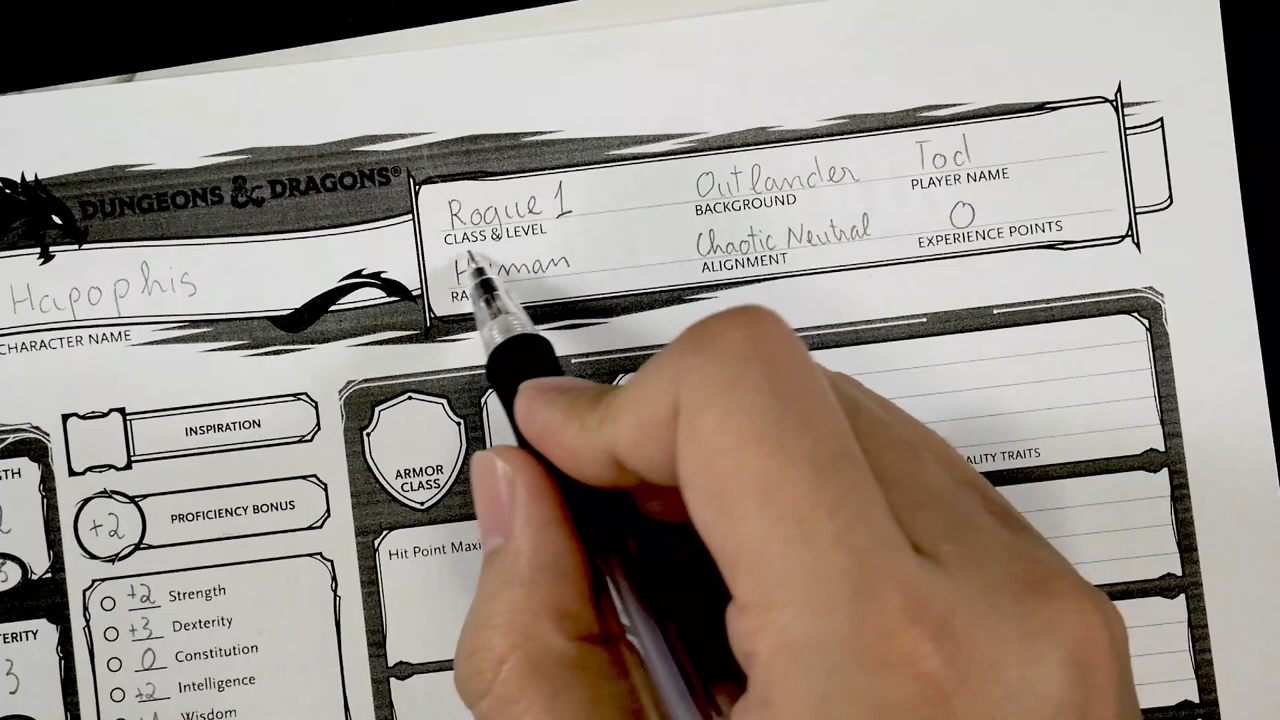 DUNGEONS & DRAGONS®
Hapophis
CHARACTER NAME
Rogue 1
CLASS & LEVEL
Outlander
BACKGROUND
Tod
PLAYER NAME
Human
Chaotic Neutral
ALIGNMENT
0
EXPERIENCE POINTS
INSPIRATION
+2 PROFICIENCY BONUS
+2 Strength
+3 Dexterity
0 Constitution
+2 Intelligence
Wisdom
3
ARMOR
CLASS
Hit Point Maxi
ALITY TRAITS